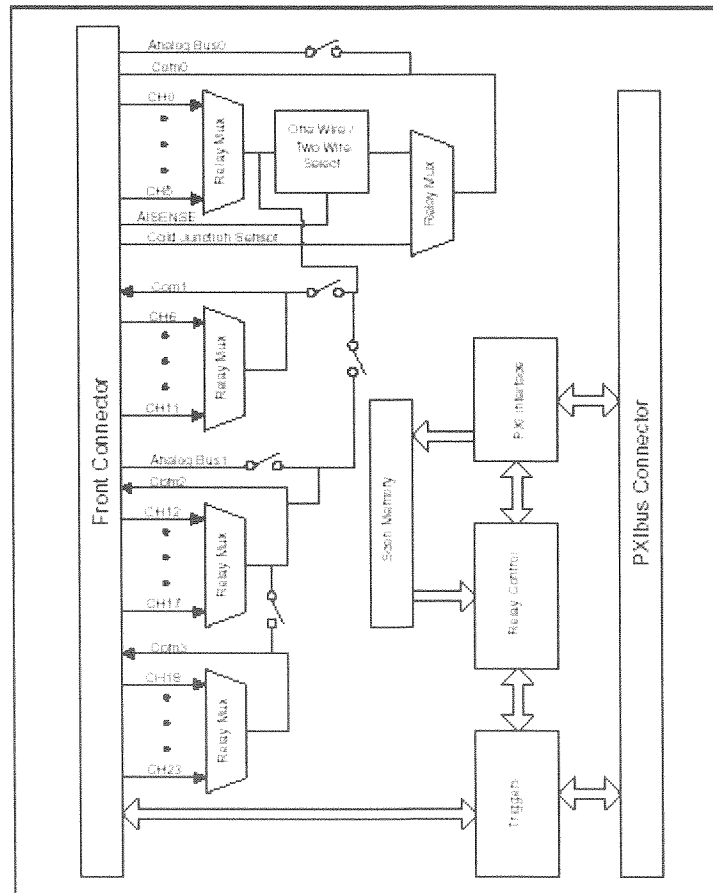 Analog Bus0
Com0
CH0
CH5
AISENSE
Cold Junction Sensor
Relay Mux
One Wire /
Two Wire
Select
Relay Mux
Com1
CH6
CH11
Relay Mux
Analog Bus1
Com2
CH12
CH17
Relay Mux
Com3
CH18
CH23
Relay Mux
Front Connector
Scan Memory
PXI Interface
Relay Control
Triggers
PXIbus Connector